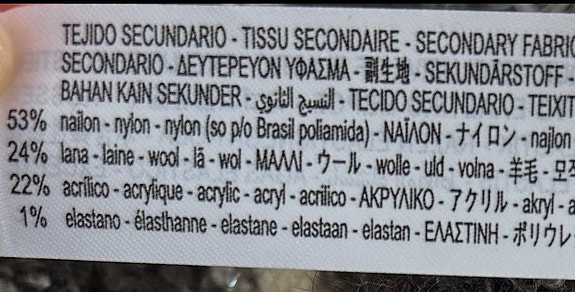 TEJIDO SECUNDARIO - TISSU SECONDAIRE - SECONDARY FABRIC
SECONDARIO - ΔΕΥΤΕΡΕΥΟΝ ΥΦΑΣΜΑ - 副生地 - SEKUNDÄRSTOFF -
BAHAN KAIN SEKUNDER - النسيج الثانوي - TECIDO SECUNDARIO - TEIXIT
53% nailon - nylon - nylon (so p/o Brasil poliamida) - ΝΑΪΛΟΝ - ナイロン - najlon
24% lana - laine - wool - lã - wol - ΜΑΛΛΙ - ウール - wolle - uld - volna - 羊毛 - 모직
22% acrílico - acrylique - acrylic - acryl - acrilico - ΑΚΡΥΛΙΚΟ - アクリル - akryl - a
1% elastano - élasthanne - elastane - elastaan - elastan - ΕΛΑΣΤΙΝΗ - ポリウレ